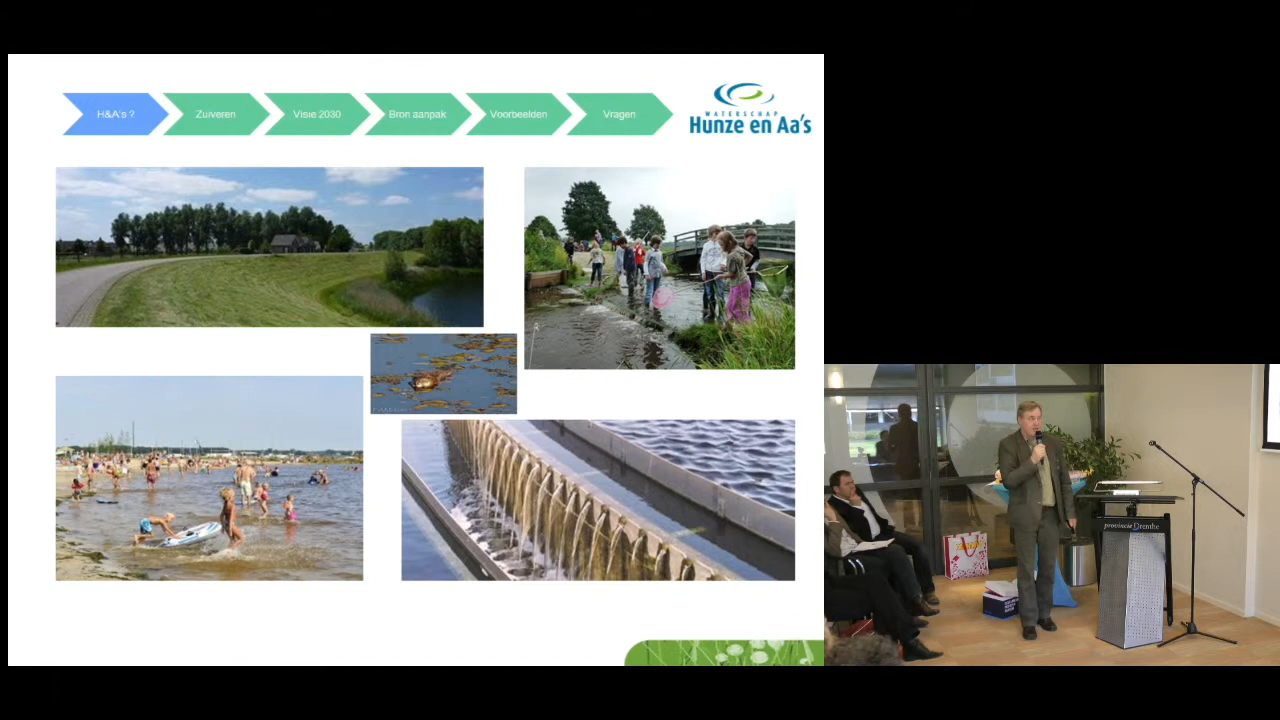 H&A's ?
Zuiveren
Visie 2030
Bron aanpak
Voorbeelden
Vragen
WATERSCHAP
Hunze en Aa's
provincie Drenthe